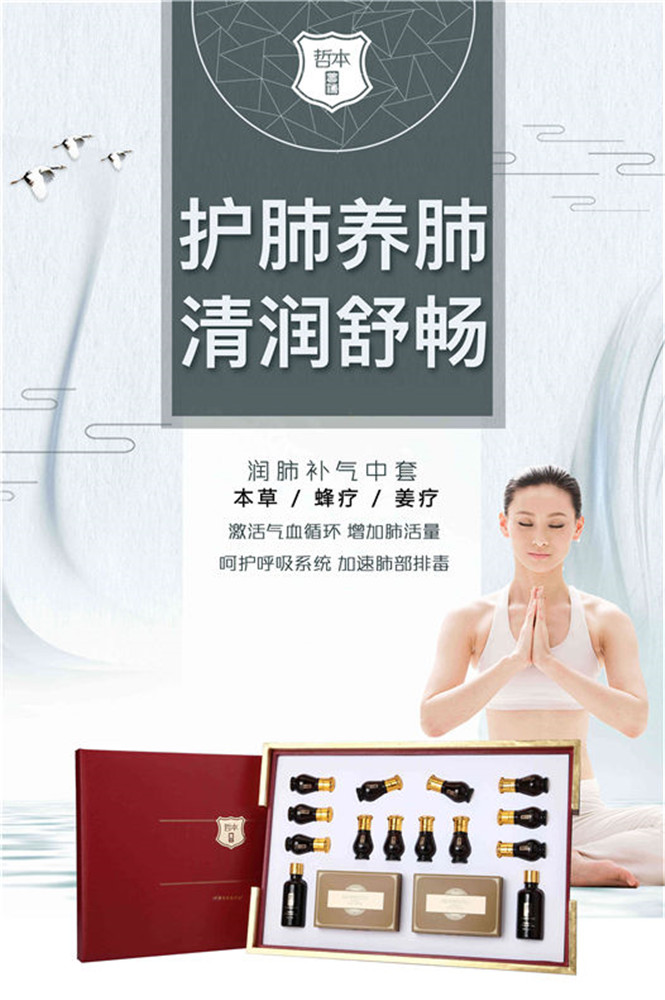 哲本
护肺养肺
清润舒畅
润肺补气中套
本草 / 蜂疗 / 姜疗
激活气血循环 增加肺活量
呵护呼吸系统 加速肺部排毒
哲本